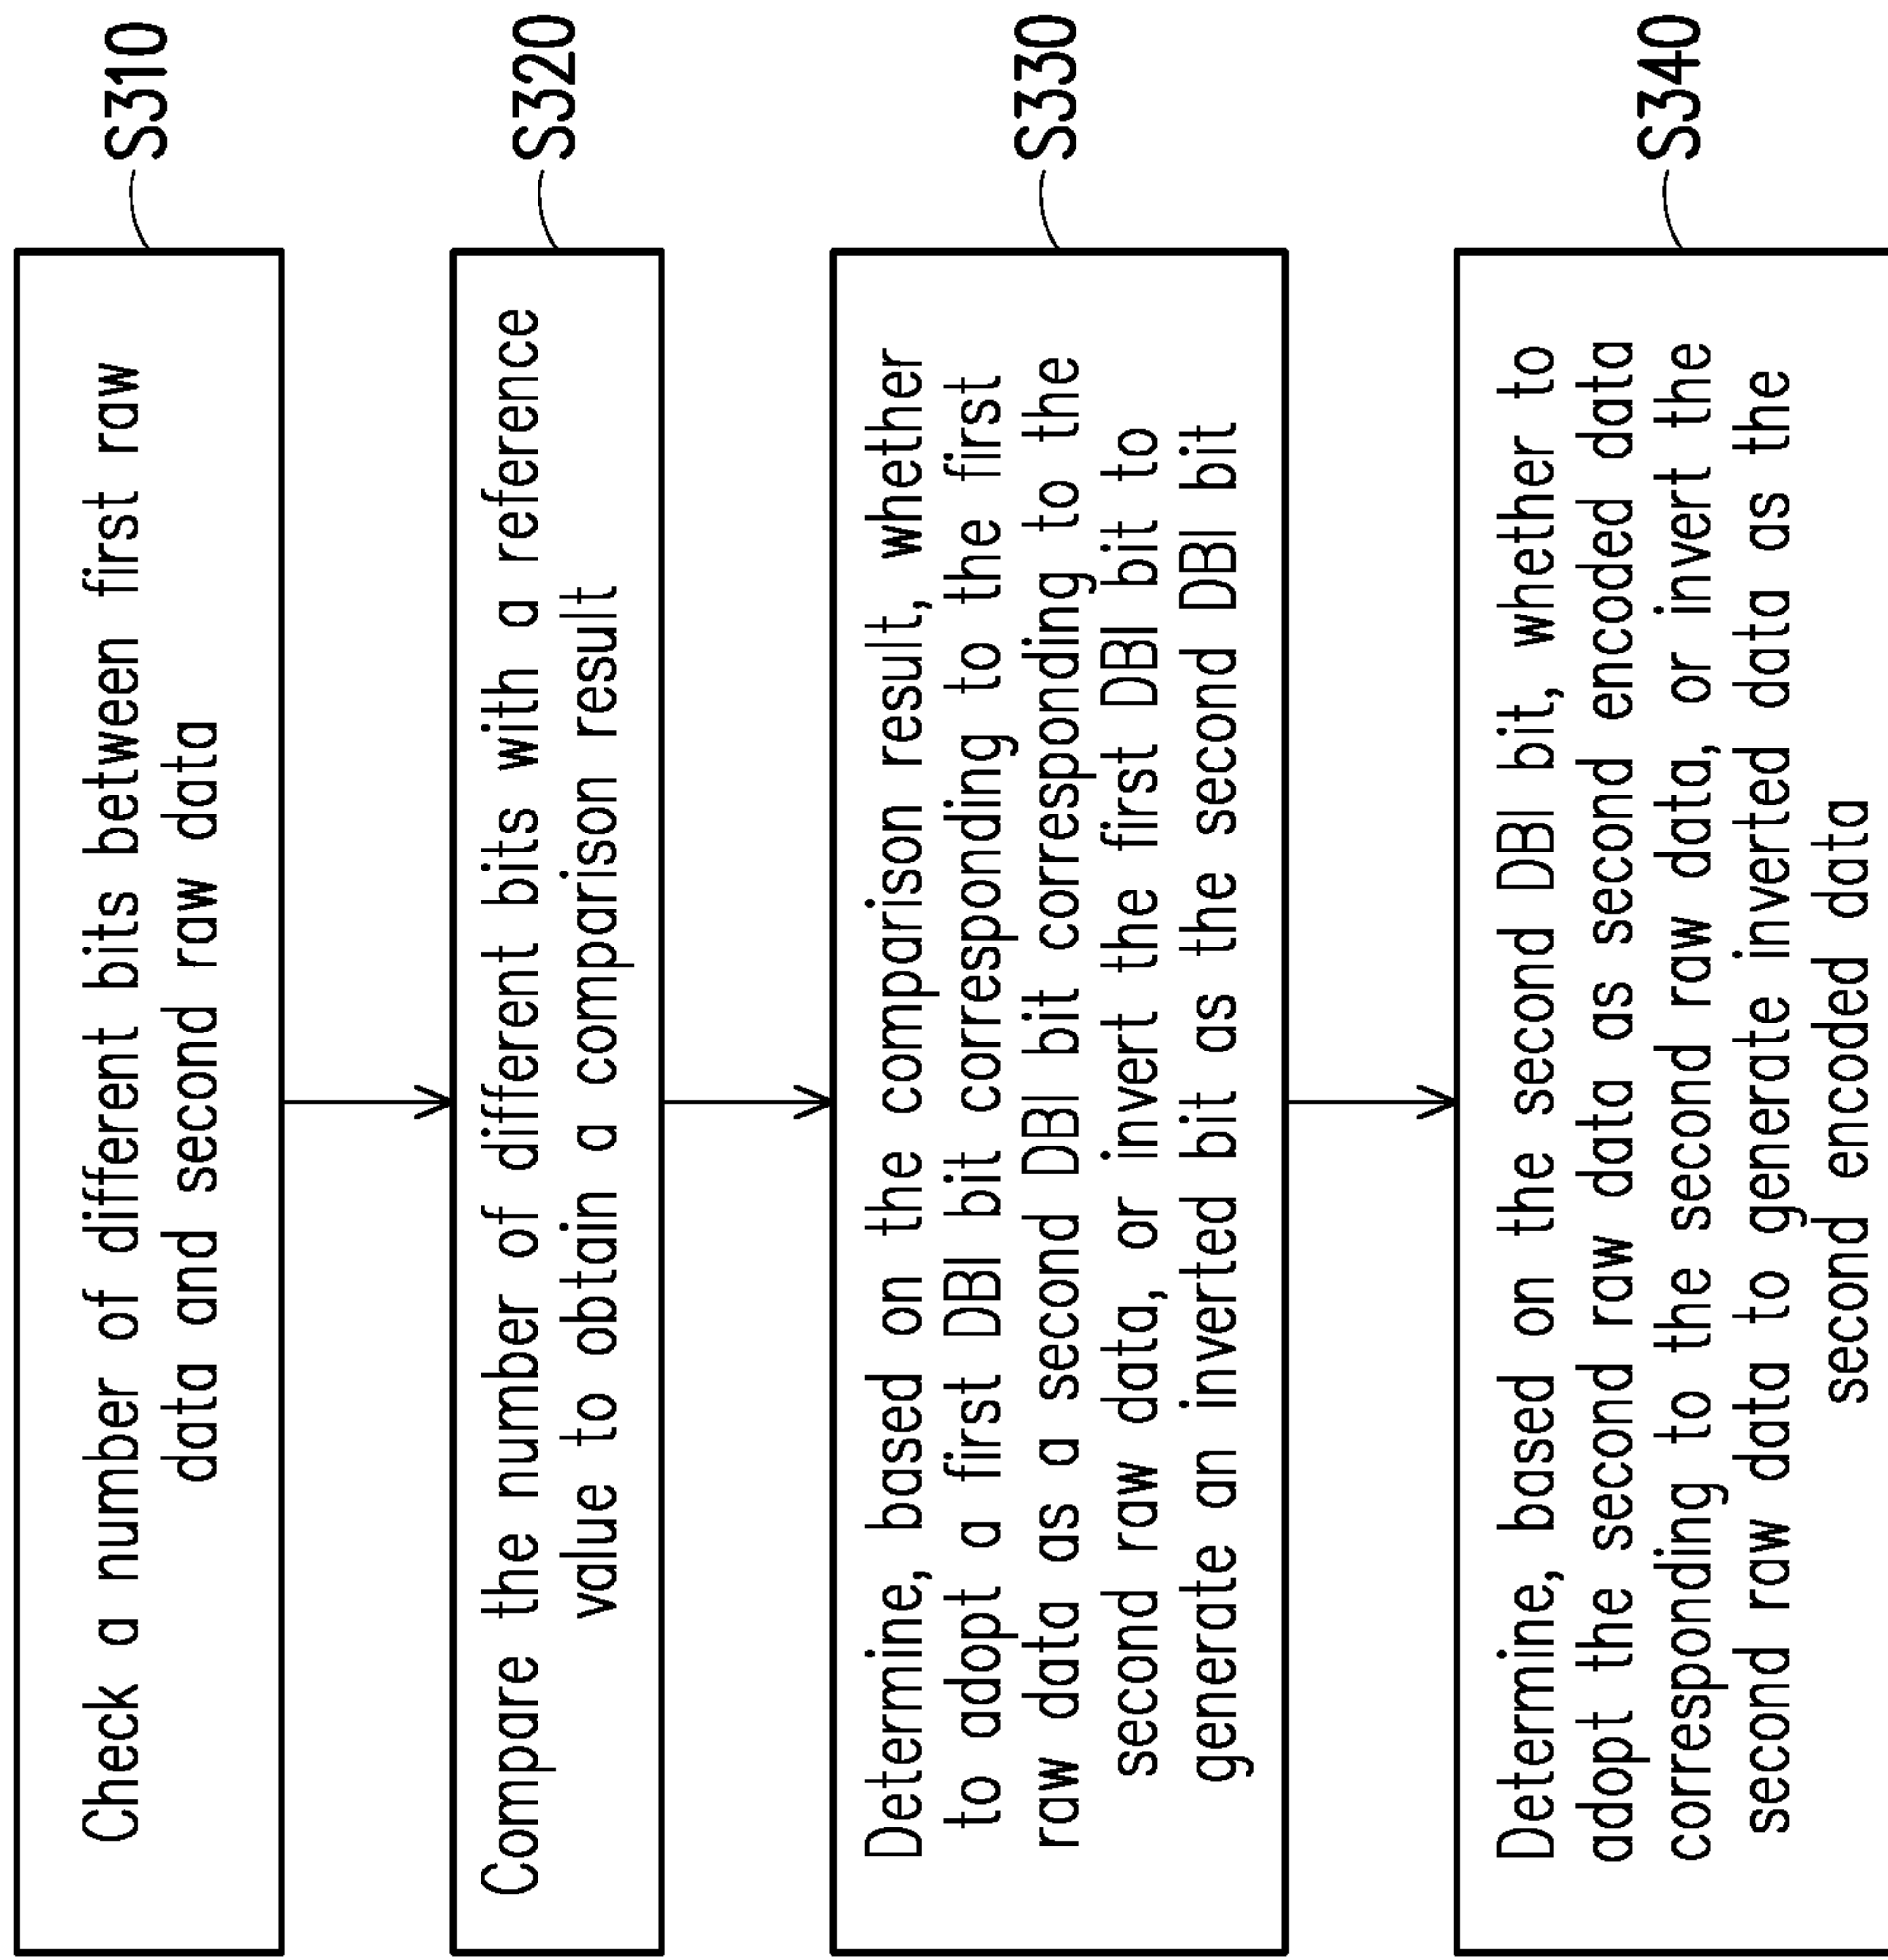 Check a number of different bits between first raw
data and second raw data
S310
Compare the number of different bits with a reference
value to obtain a comparison result
S320
Determine, based on the comparison result, whether
to adopt a first DBI bit corresponding to the first
raw data as a second DBI bit corresponding to the
second raw data, or invert the first DBI bit to
generate an inverted bit as the second DBI bit
S330
Determine, based on the second DBI bit, whether to
adopt the second raw data as second encoded data
corresponding to the second raw data, or invert the
second raw data to generate inverted data as the
second encoded data
S340